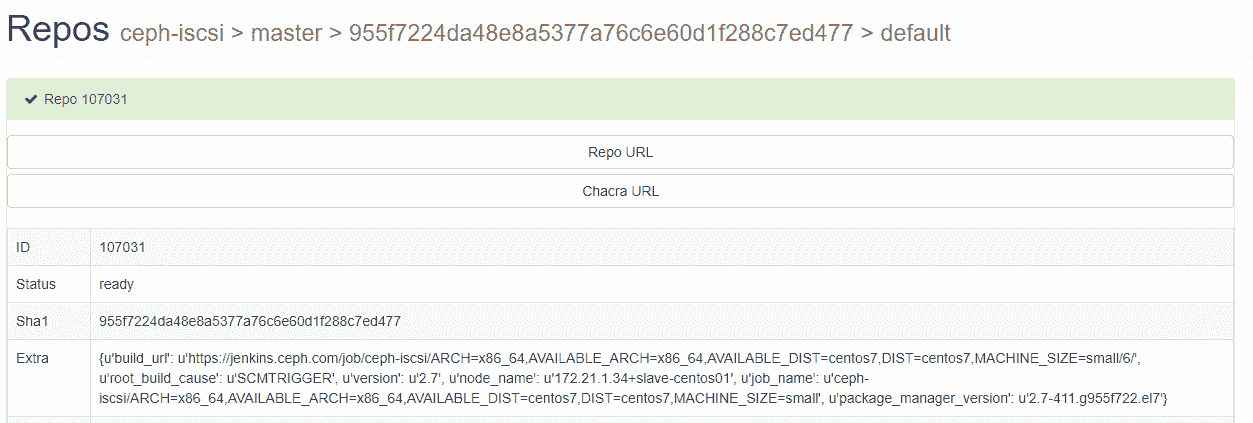 Repos ceph-iscsi > master > 955f7224da48e8a5377a76c6e60d1f288c7ed477 > default
Repo 107031
Repo URL
Chacra URL
ID 107031
Status ready
Sha1 955f7224da48e8a5377a76c6e60d1f288c7ed477
Extra {u'build_url': u'https://jenkins.ceph.com/job/ceph-iscsi/ARCH=x86_64,AVAILABLE_ARCH=x86_64,AVAILABLE_DIST=centos7,DIST=centos7,MACHINE_SIZE=small/6/',
u'root_build_cause': u'SCMTRIGGER', u'version': u'2.7', u'node_name': u'172.21.1.34+slave-centos01', u'job_name': u'ceph-
iscsi/ARCH=x86_64,AVAILABLE_ARCH=x86_64,AVAILABLE_DIST=centos7,DIST=centos7,MACHINE_SIZE=small', u'package_manager_version': u'2.7-411.g955f722.el7'}